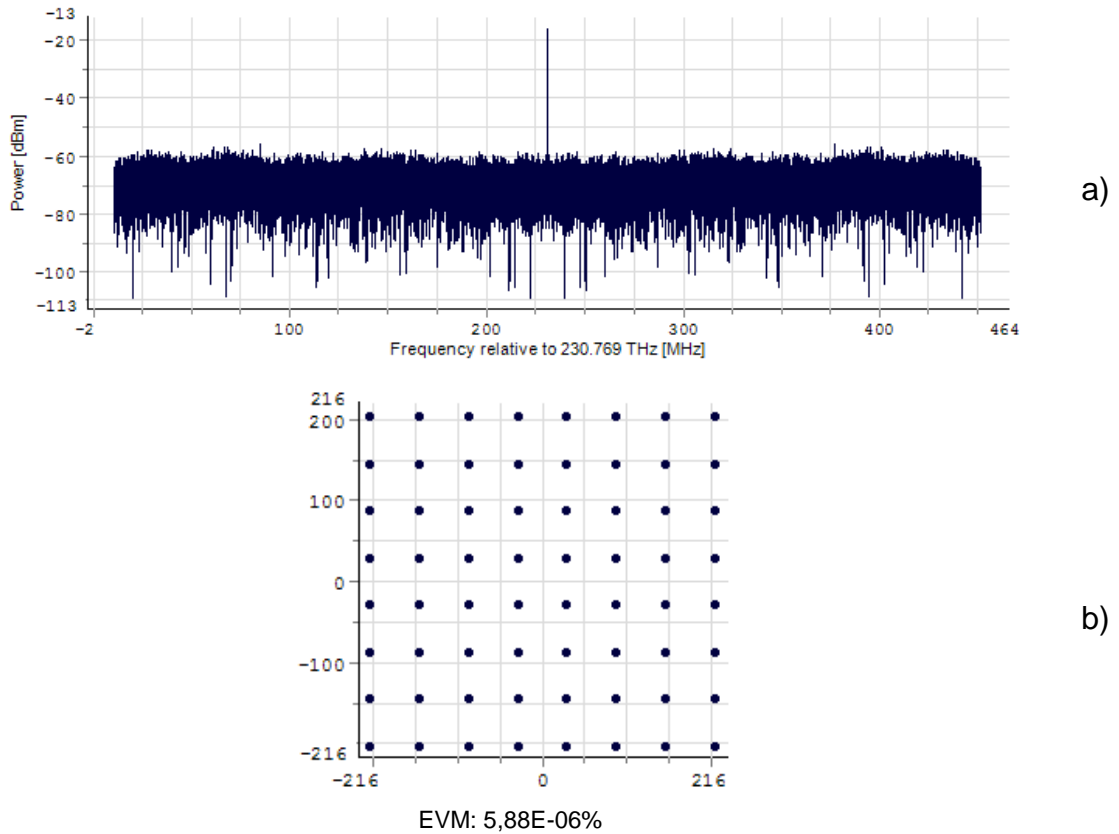 -13
-20
-40
-60
-80
-100
-113
Power [dBm]
-2 100 200 300 400 464
Frequency relative to 230.769 THz [MHz]
a)
216
200
100
0
-100
-216
-216 0 216
b)
EVM: 5,88E-06%